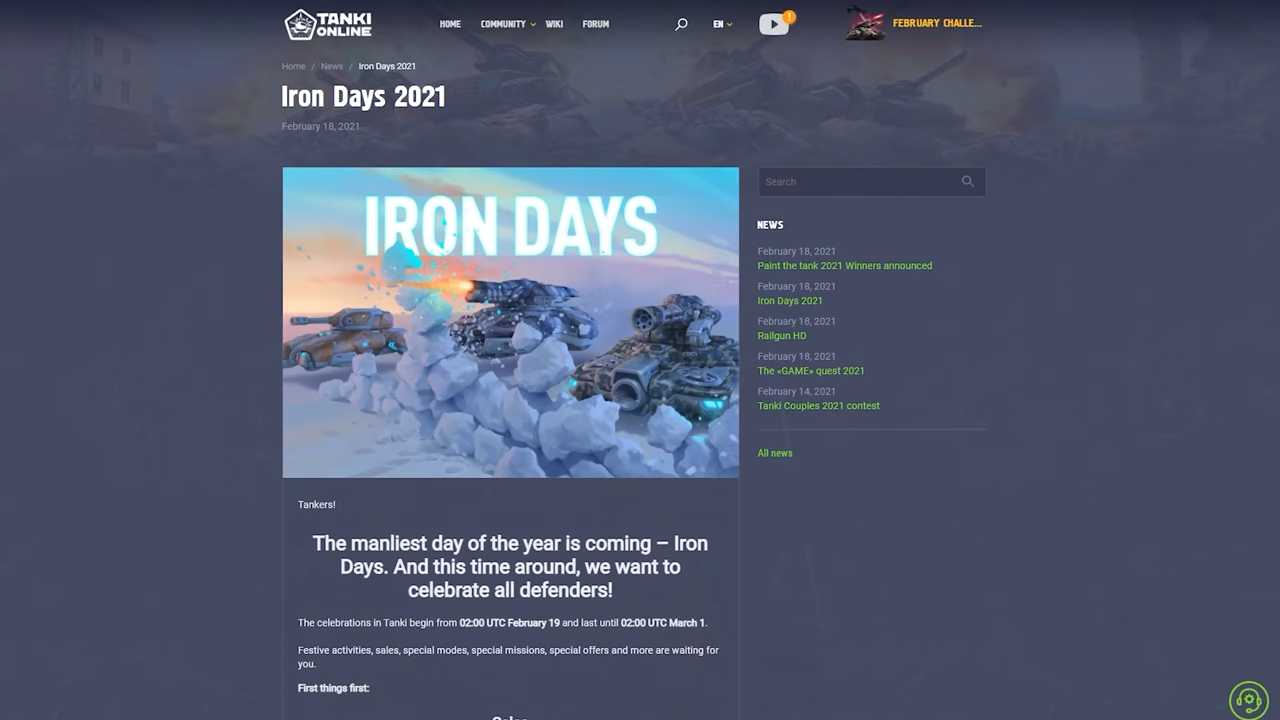 TANKI ONLINE
HOME
COMMUNITY
WIKI
FORUM
EN
!
FEBRUARY CHALLE...
Home / News / Iron Days 2021
Iron Days 2021
February 18, 2021
IRON DAYS
Tankers!
The manliest day of the year is coming – Iron
Days. And this time around, we want to
celebrate all defenders!
The celebrations in Tanki begin from 02:00 UTC February 19 and last until 02:00 UTC March 1.
Festive activities, sales, special modes, special missions, special offers and more are waiting for
you.
First things first:
Sales
Search
NEWS
February 18, 2021
Paint the tank 2021 Winners announced
February 18, 2021
Iron Days 2021
February 18, 2021
Railgun HD
February 18, 2021
The «GAME» quest 2021
February 14, 2021
Tanki Couples 2021 contest
All news